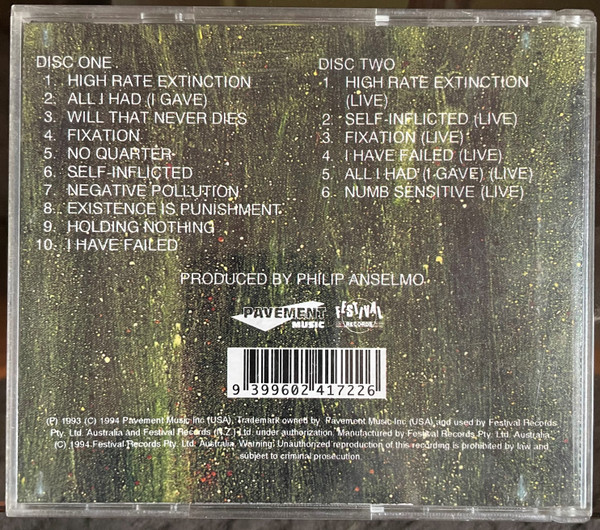 DISC ONE
1. HIGH RATE EXTINCTION
2. ALL I HAD (I GAVE)
3. WILL THAT NEVER DIES
4. FIXATION
5. NO QUARTER
6. SELF-INFLICTED
7. NEGATIVE POLLUTION
8. EXISTENCE IS PUNISHMENT
9. HOLDING NOTHING
10. I HAVE FAILED
DISC TWO
1. HIGH RATE EXTINCTION
(LIVE)
2. SELF-INFLICTED (LIVE)
3. FIXATION (LIVE)
4. I HAVE FAILED (LIVE)
5. ALL I HAD (I GAVE) (LIVE)
6. NUMB SENSITIVE (LIVE)
PRODUCED BY PHILIP ANSELMO
PAVEMENT
MUSIC
FESTIVAL
RECORDS
9 399602 417226
(P) 1993 (C) 1994 Pavement Music Inc (USA), Trademark owned by Pavement Music Inc (USA) and used by Festival Records
Pty. Ltd. Australia and Festival Records (N.Z.) Ltd. under authorization. Manufactured by Festival Records Pty. Ltd. Australia.
(C) 1994 Festival Records Pty. Ltd. Australia. Warning: Unauthorized reproduction of this recording is prohibited by law and
subject to criminal prosecution.